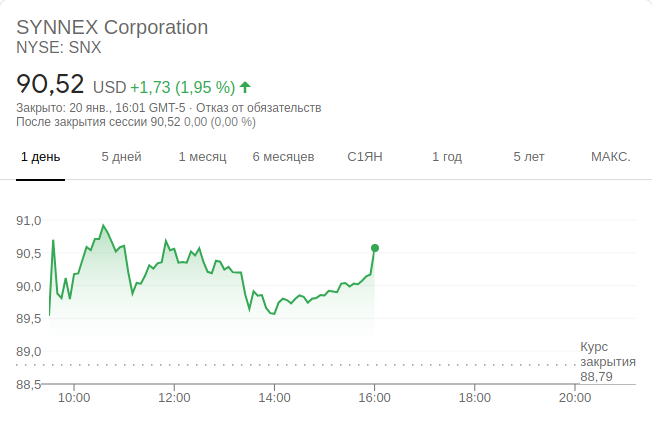 SYNNEX Corporation
NYSE: SNX
90,52 USD +1,73 (1,95 %)
Закрыто: 20 янв., 16:01 GMT-5 · Отказ от обязательств
После закрытия сессии 90,52 0,00 (0,00 %)
1 день 5 дней 1 месяц 6 месяцев С1ЯН 1 год 5 лет МАКС.
91,0
90,5
90,0
89,5
89,0
88,5
Курс
закрытия
88,79
10:00 12:00 14:00 16:00 18:00 20:00